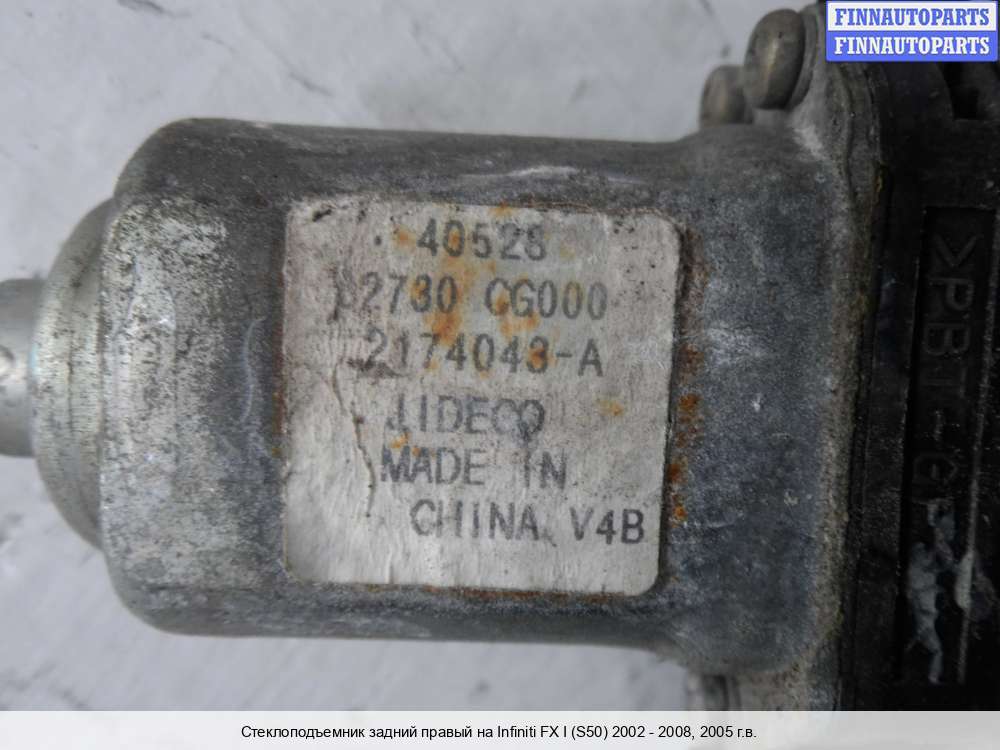 FINNAUTOPARTS
FINNAUTOPARTS
40528
CG000
2174043-A
JIDECO
MADE IN
CHINA V4B
>PBT-G
Стеклоподъемник задний правый на Infiniti FX I (S50) 2002 - 2008, 2005 г.в.